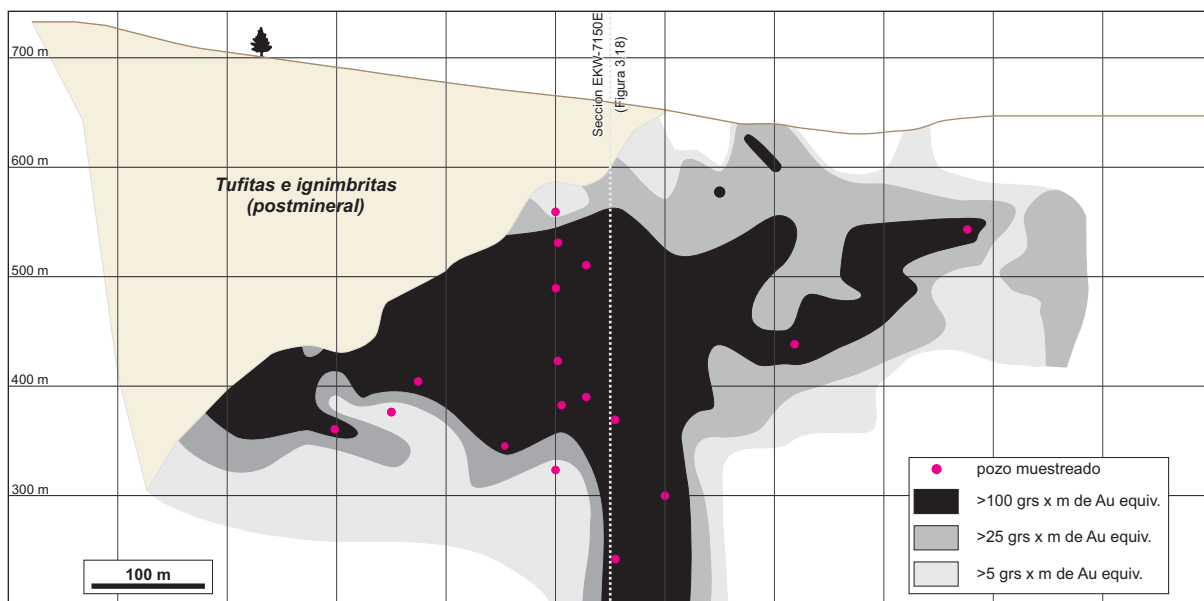 700 m
Seccion EKW-7150E
(Figura 3.18)
600 m
Tufitas e ignimbritas
(postmineral)
500 m
400 m
300 m
pozo muestreado
>100 grs x m de Au equiv.
>25 grs x m de Au equiv.
>5 grs x m de Au equiv.
100 m